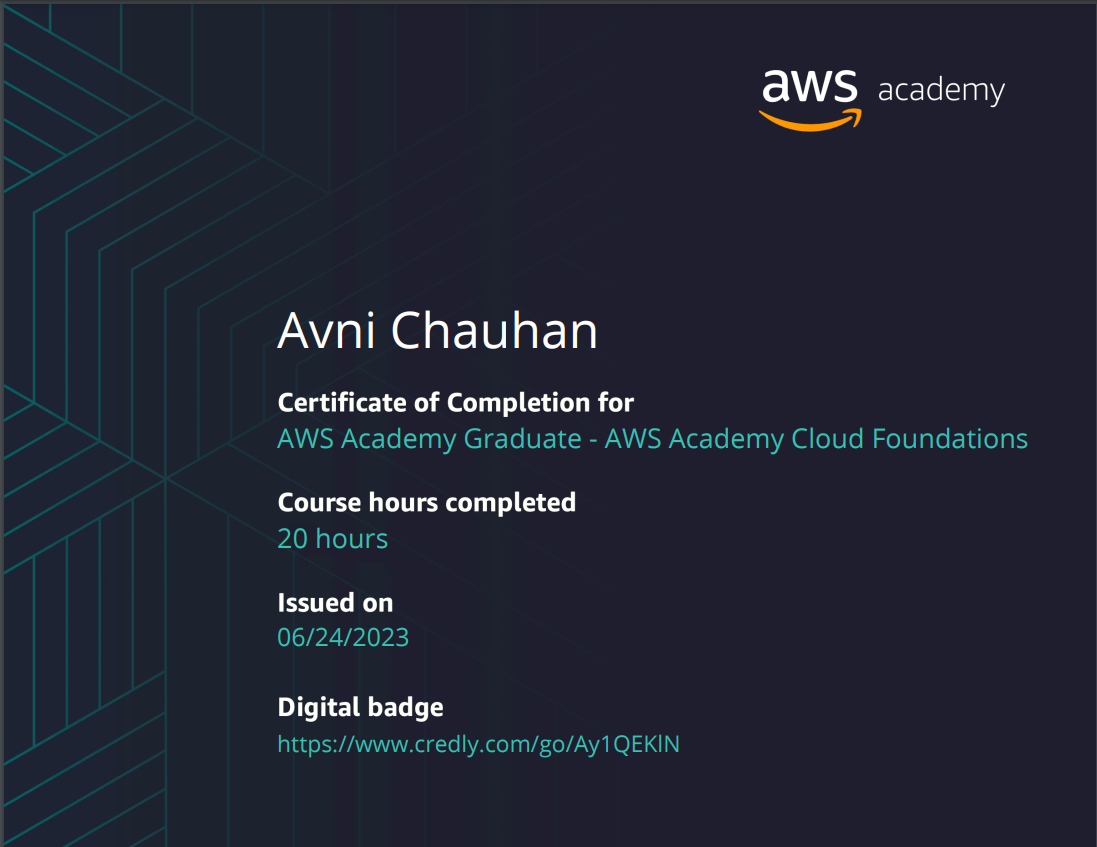 aws academy
Avni Chauhan
Certificate of Completion for
AWS Academy Graduate - AWS Academy Cloud Foundations
Course hours completed
20 hours
Issued on
06/24/2023
Digital badge
https://www.credly.com/go/Ay1QEKlN